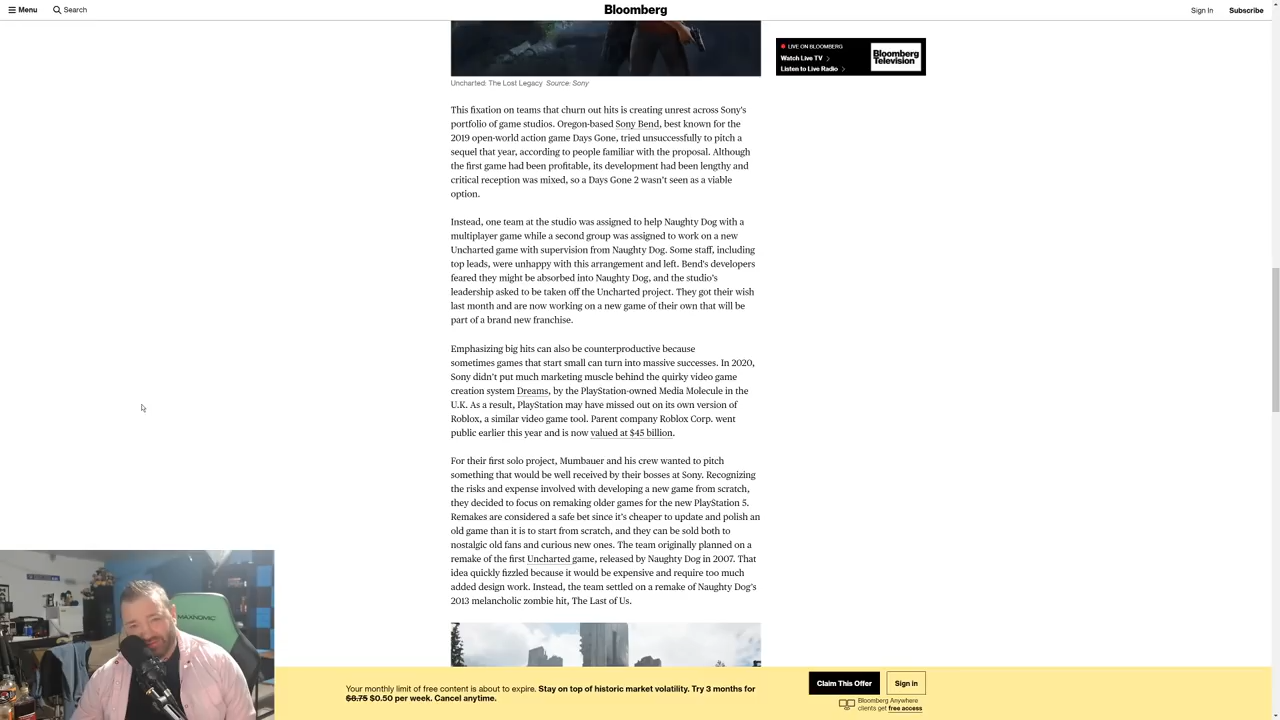 Menu
Search
Bloomberg
Sign In
Subscribe
LIVE ON BLOOMBERG
Watch Live TV
Listen to Live Radio
Bloomberg
Television
Uncharted: The Lost Legacy Source: Sony
This fixation on teams that churn out hits is creating unrest across Sony's
portfolio of game studios. Oregon-based Sony Bend, best known for the
2019 open-world action game Days Gone, tried unsuccessfully to pitch a
sequel that year, according to people familiar with the proposal. Although
the first game had been profitable, its development had been lengthy and
critical reception was mixed, so a Days Gone 2 wasn't seen as a viable
option.
Instead, one team at the studio was assigned to help Naughty Dog with a
multiplayer game while a second group was assigned to work on a new
Uncharted game with supervision from Naughty Dog. Some staff, including
top leads, were unhappy with this arrangement and left. Bend's developers
feared they might be absorbed into Naughty Dog, and the studio's
leadership asked to be taken off the Uncharted project. They got their wish
last month and are now working on a new game of their own that will be
part of a brand new franchise.
Emphasizing big hits can also be counterproductive because
sometimes games that start small can turn into massive successes. In 2020,
Sony didn't put much marketing muscle behind the quirky video game
creation system Dreams, by the PlayStation-owned Media Molecule in the
U.K. As a result, PlayStation may have missed out on its own version of
Roblox, a similar video game tool. Parent company Roblox Corp. went
public earlier this year and is now valued at $45 billion.
For their first solo project, Mumbauer and his crew wanted to pitch
something that would be well received by their bosses at Sony. Recognizing
the risks and expense involved with developing a new game from scratch,
they decided to focus on remaking older games for the new PlayStation 5.
Remakes are considered a safe bet since it's cheaper to update and polish an
old game than it is to start from scratch, and they can be sold both to
nostalgic old fans and curious new ones. The team originally planned on a
remake of the first Uncharted game, released by Naughty Dog in 2007. That
idea quickly fizzled because it would be expensive and require too much
added design work. Instead, the team settled on a remake of Naughty Dog's
2013 melancholic zombie hit, The Last of Us.
MAXNOMIC
Your monthly limit of free content is about to expire. Stay on top of historic market volatility. Try 3 months for
$8.75 $0.50 per week. Cancel anytime.
Claim This Offer
Sign in
Bloomberg Anywhere
clients get free access